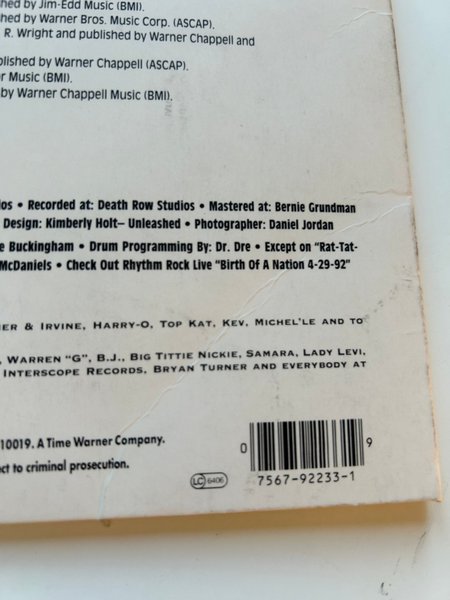 hed by Jim-Edd Music (BMI).
hed by Warner Bros. Music Corp. (ASCAP).
R. Wright and published by Warner Chappell and
blished by Warner Chappell (ASCAP).
r Music (BMI).
by Warner Chappell Music (BMI).
ios • Recorded at: Death Row Studios • Mastered at: Bernie Grundman
Design: Kimberly Holt– Unleashed • Photographer: Daniel Jordan
e Buckingham • Drum Programming By: Dr. Dre • Except on "Rat-Tat-
McDaniels • Check Out Rhythm Rock Live "Birth Of A Nation 4-29-92"
ER & IRVINE, HARRY-O, TOP KAT, KEV, MICHEL'LE AND TO
, WARREN "G", B.J., BIG TITTIE NICKIE, SAMARA, LADY LEVI,
INTERSCOPE RECORDS, BRYAN TURNER AND EVERYBODY AT
10019. A Time Warner Company.
ect to criminal prosecution.
LC 6406
0 7567-92233-1 9